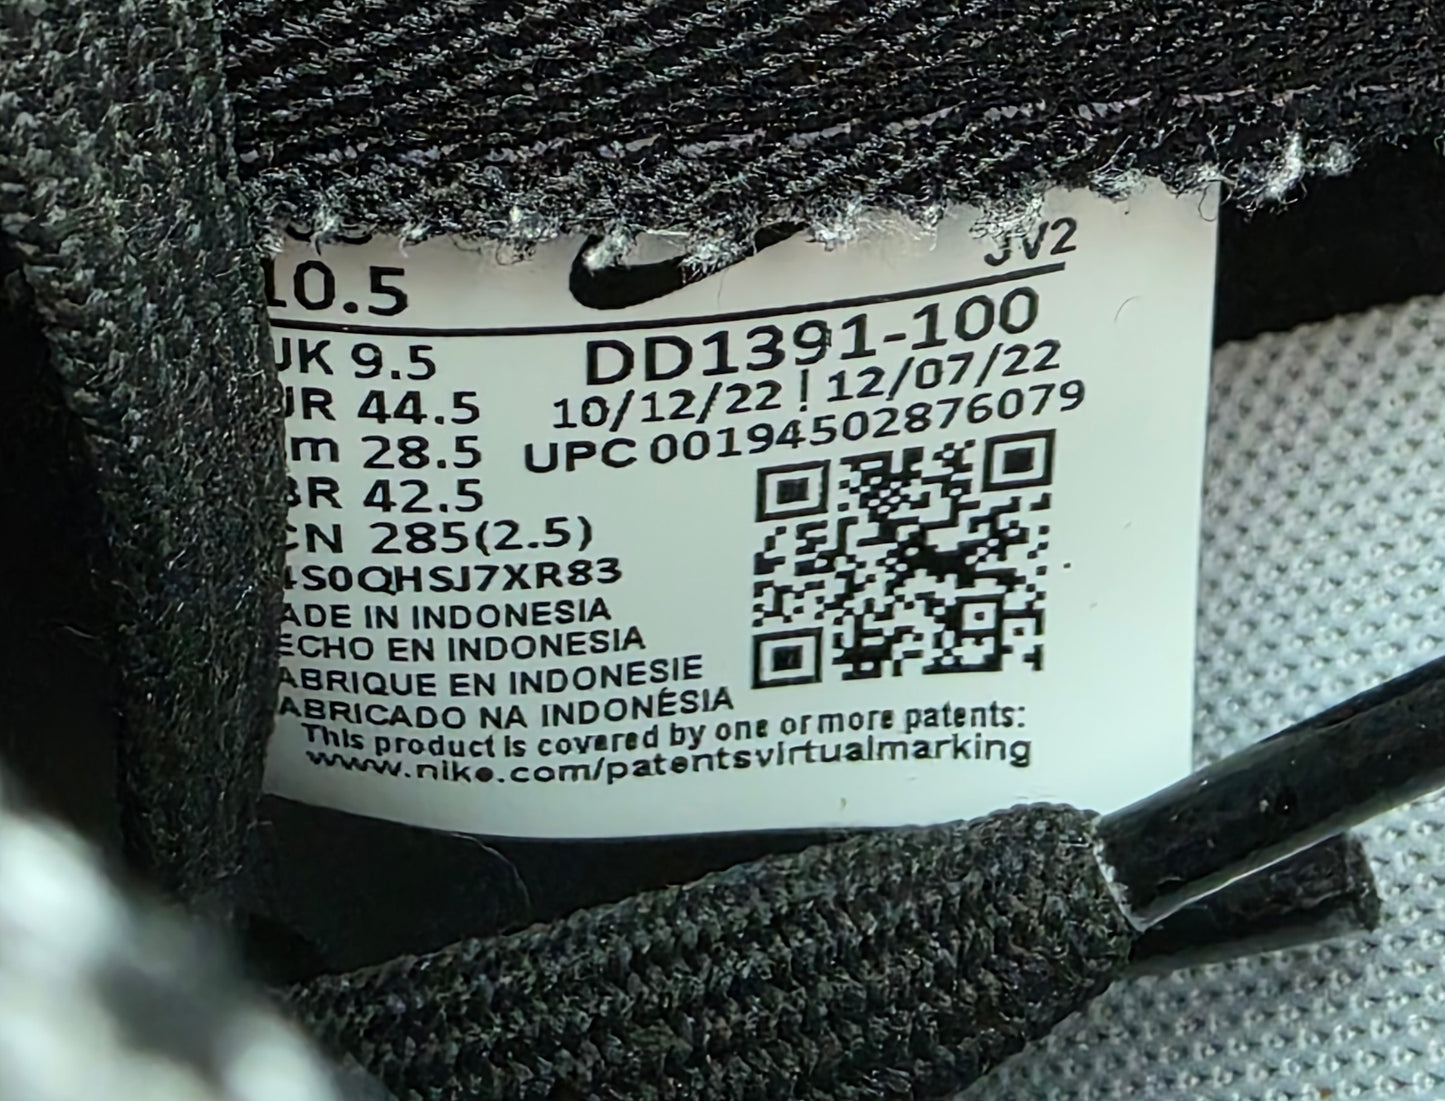 10.5
JV2
UK 9.5
DD1391-100
UR 44.5
10/12/22 ! 12/07/22
cm 28.5
UPC 00194502876079
BR 42.5
CN 285(2.5)
4S0QHSJ7XR83
ADE IN INDONESIA
ECHO EN INDONESIA
ABRIQUE EN INDONESIE
ABRICADO NA INDONÉSIA
This product is covered by one or more patents:
www.nike.com/patentsvirtualmarking